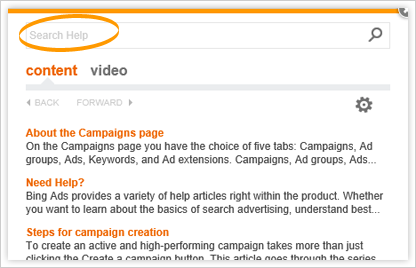 Search Help
content video
BACK FORWARD
About the Campaigns page
On the Campaigns page you have the choice of five tabs: Campaigns, Ad
groups, Ads, Keywords, and Ad extensions. Campaigns, Ad groups, Ads...
Need Help?
Bing Ads provides a variety of help articles right within the product. Whether
you want to learn about the basics of search advertising, understand best...
Steps for campaign creation
To create an active and high-performing campaign takes more than just
clicking the Create a campaign button. This article goes through the series